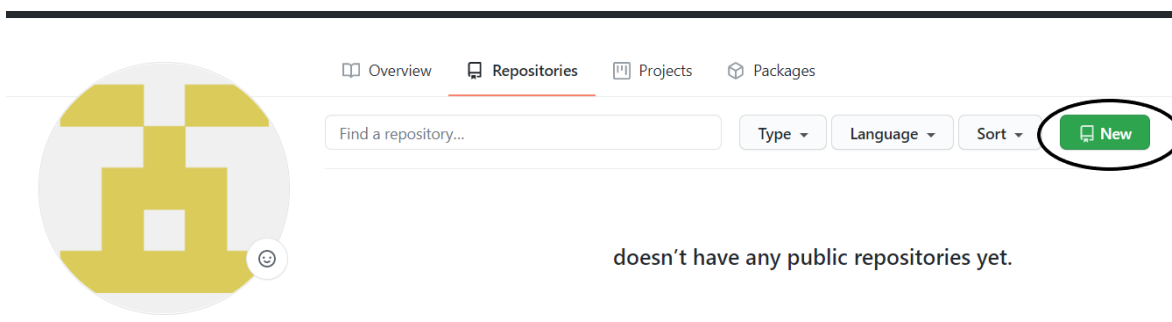 Overview Repositories Projects Packages
Find a repository... Type Language Sort New
doesn't have any public repositories yet.